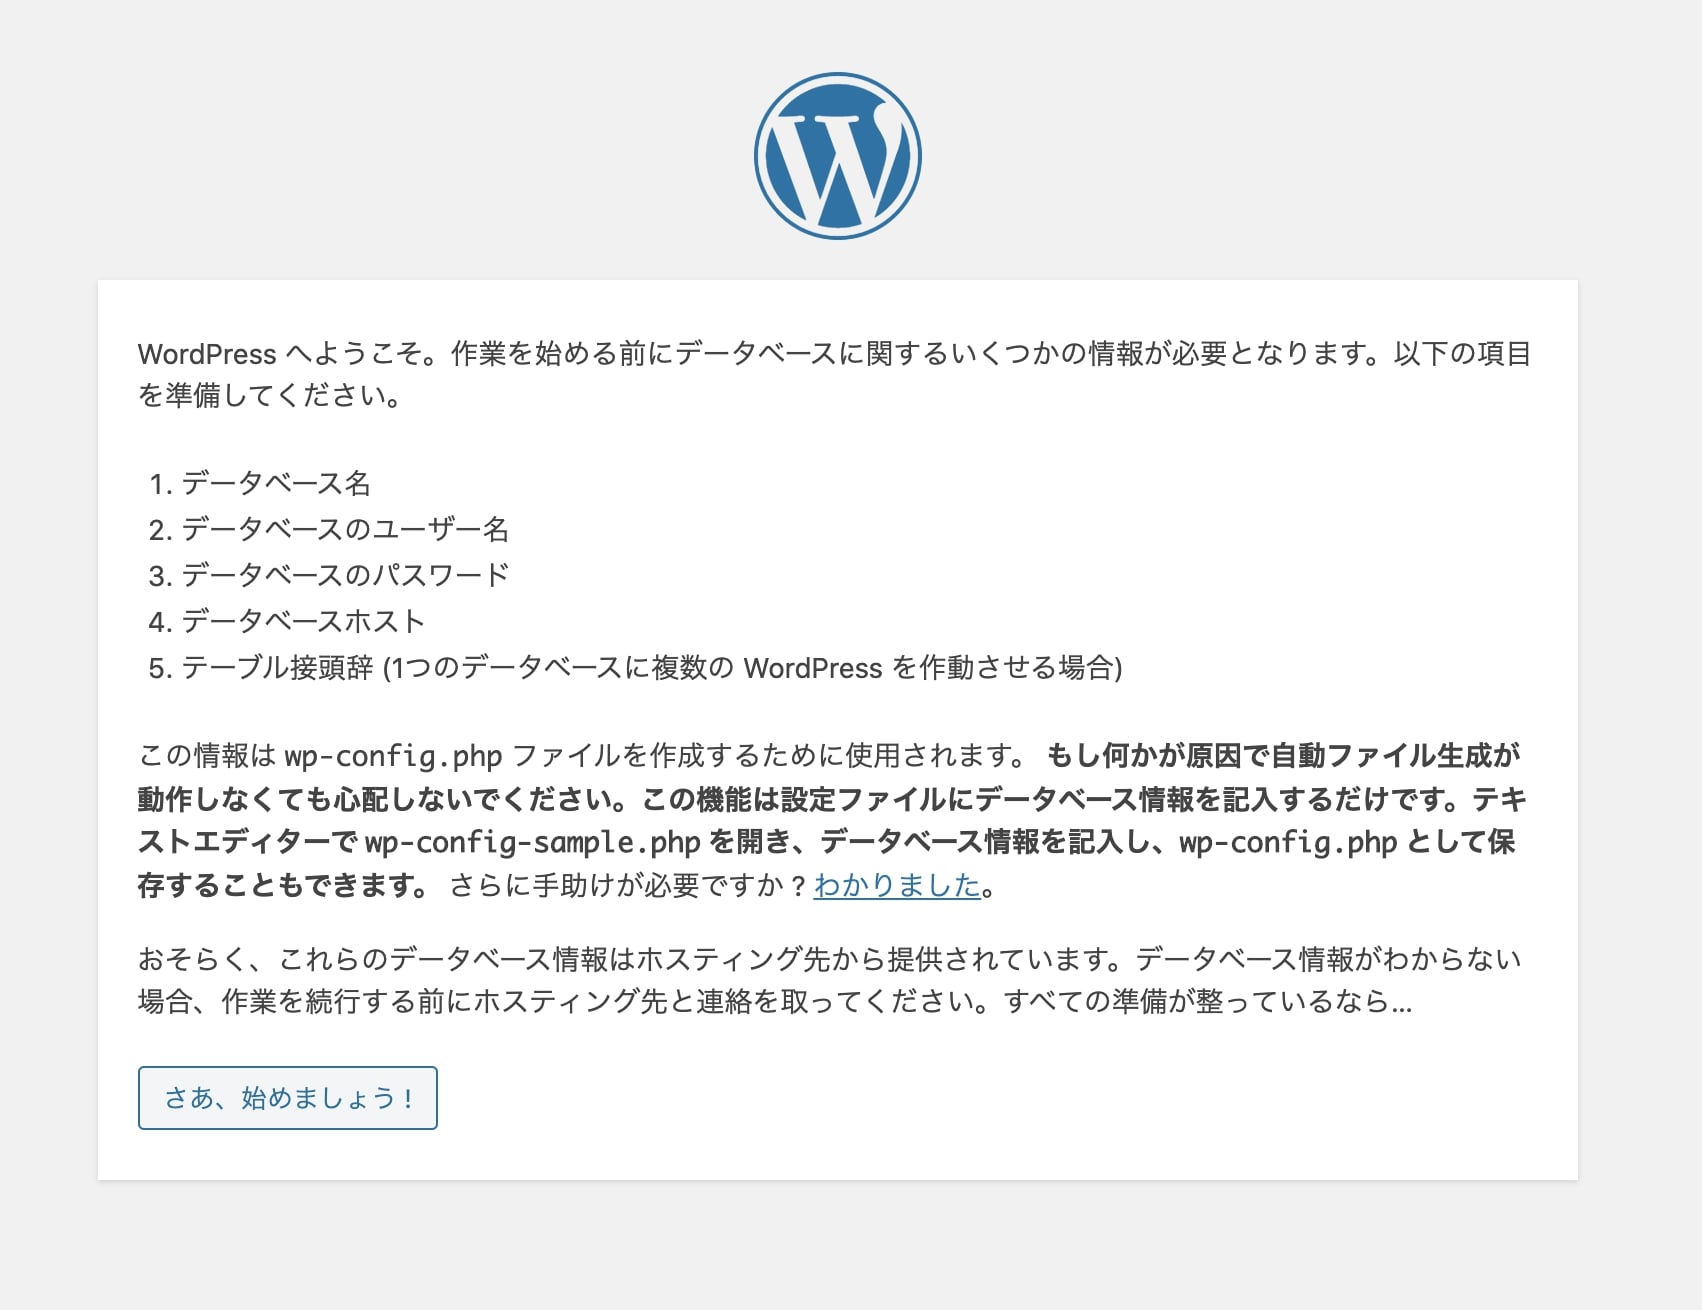 WordPress へようこそ。作業を始める前にデータベースに関するいくつかの情報が必要となります。以下の項目
を準備してください。
1. データベース名
2. データベースのユーザー名
3. データベースのパスワード
4. データベースホスト
5. テーブル接頭辞 (1つのデータベースに複数の WordPress を作動させる場合)
この情報は wp-config.php ファイルを作成するために使用されます。 もし何かが原因で自動ファイル生成が
動作しなくても心配しないでください。この機能は設定ファイルにデータベース情報を記入するだけです。テキ
ストエディターで wp-config-sample.php を開き、データベース情報を記入し、wp-config.php として保
存することもできます。 さらに手助けが必要ですか ? わかりました。
おそらく、これらのデータベース情報はホスティング先から提供されています。データベース情報がわからない
場合、作業を続行する前にホスティング先と連絡を取ってください。すべての準備が整っているなら…
さあ、始めましょう !